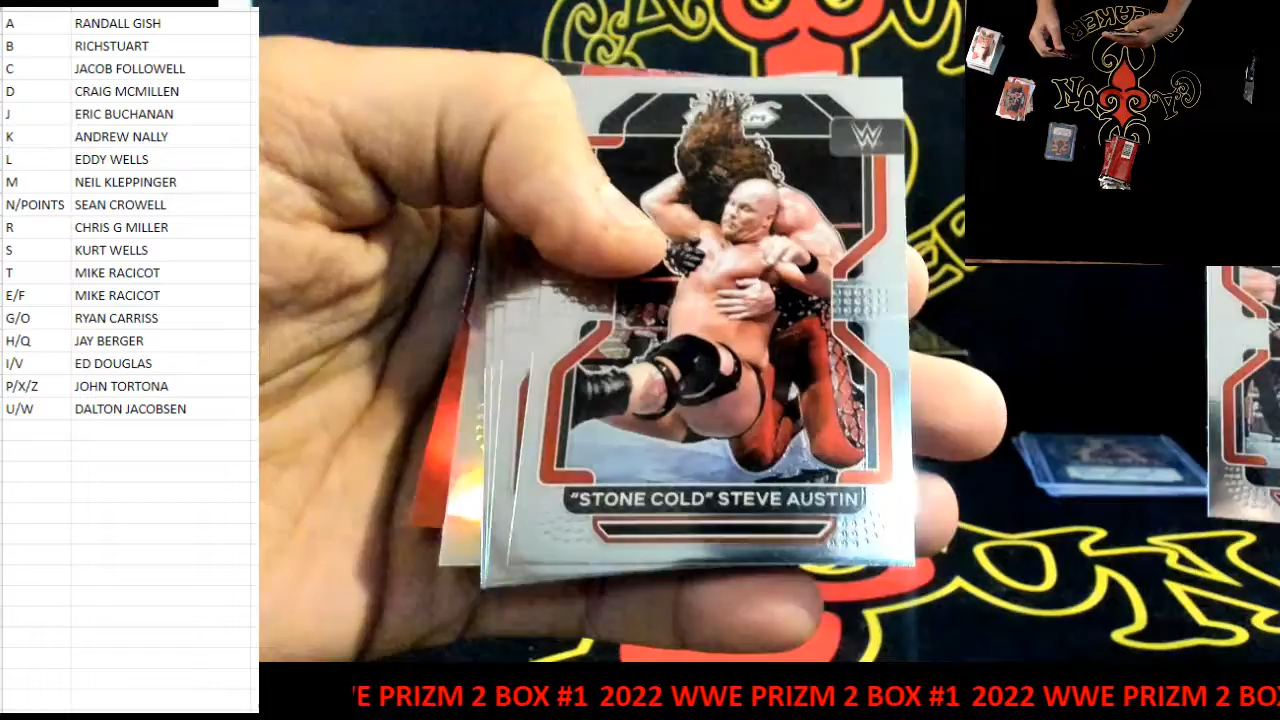 A RANDALL GISH
B RICHSTUART
C JACOB FOLLOWELL
D CRAIG MCMILLEN
J ERIC BUCHANAN
K ANDREW NALLY
L EDDY WELLS
M NEIL KLEPPINGER
N/POINTS SEAN CROWELL
R CHRIS G MILLER
S KURT WELLS
T MIKE RACICOT
E/F MIKE RACICOT
G/O RYAN CARRISS
H/Q JAY BERGER
I/V ED DOUGLAS
P/X/Z JOHN TORTONA
U/W DALTON JACOBSEN
W
"STONE COLD" STEVE AUSTIN
E PRIZM 2 BOX #1 2022 WWE PRIZM 2 BOX #1 2022 WWE PRIZM 2 BO